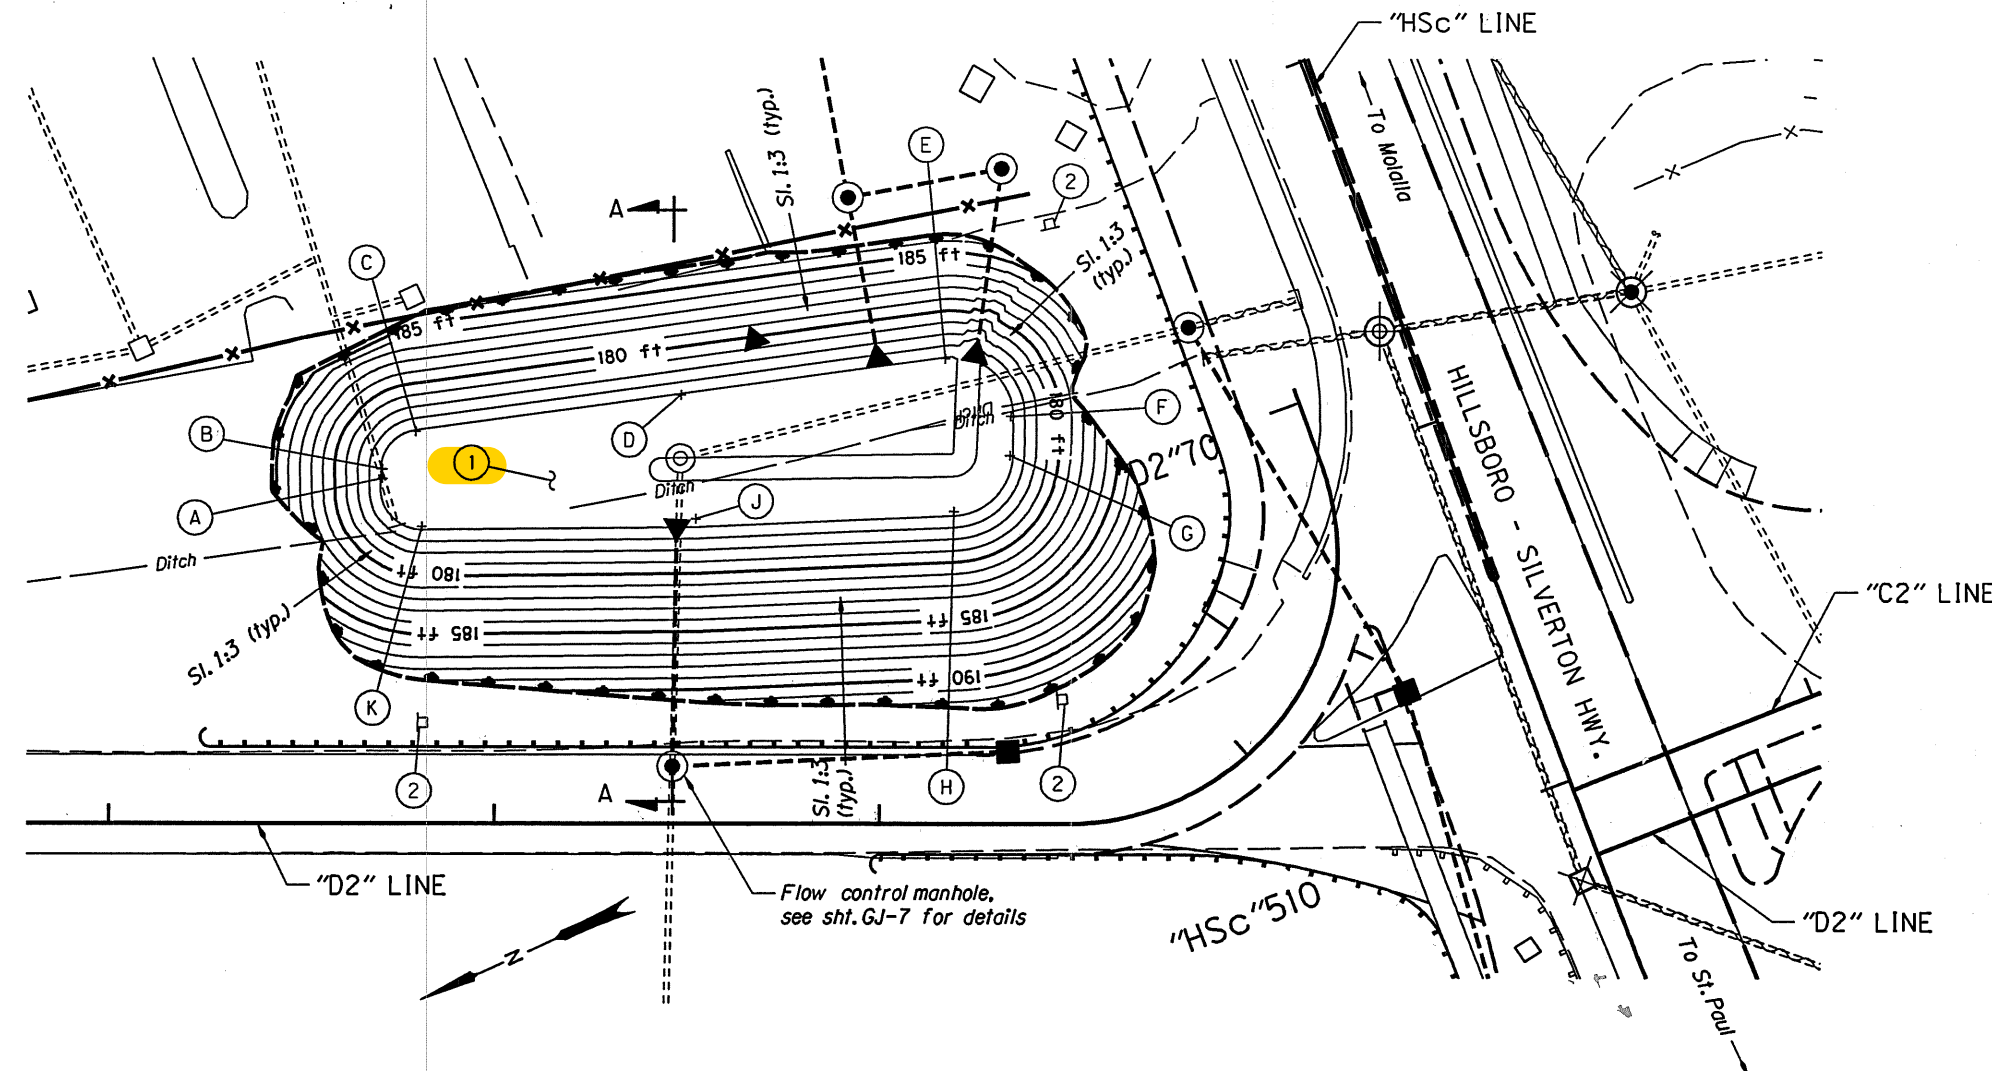 "HSc" LINE
To Molalla
Sl. 1:3 (typ.)
E
2
A
C
185 ft
Sl. 1:3
(typ.)
185 ft
180 ft
180 ft
B
1
D
F
Ditch
Ditch
"D2"70
HILLSBORO - SILVERTON HWY.
A
Ditch
J
G
Ditch
180 ft
"C2" LINE
185 ft
185 ft
Sl. 1:3 (typ.)
190 ft
K
2
A
Sl. 1:3
(typ.)
H
2
"D2" LINE
Flow control manhole,
see sht. GJ-7 for details
"HSc"510
"D2" LINE
N
To St. Paul